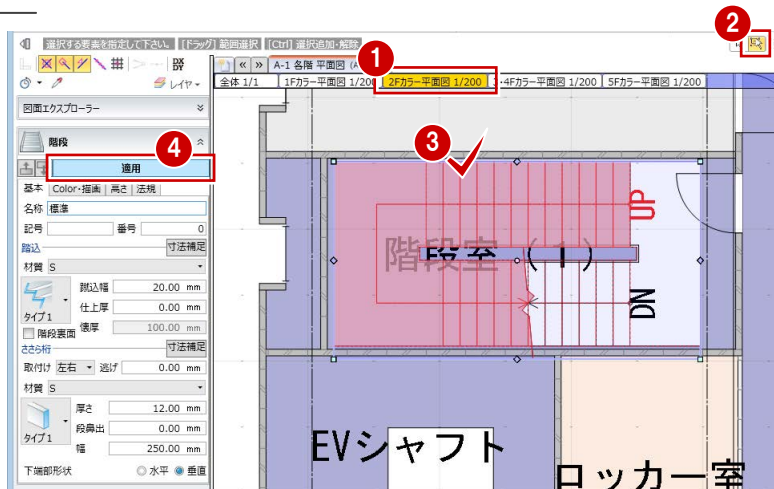 2
選択する要素を指定して下さい。 [ドラッグ] 範囲選択 [Ctrl] 選択追加・解除
1
A-1 各階 平面図 (A
レイヤ
全体 1/1 1Fカラー平面図 1/200 2Fカラー平面図 1/200 ・4Fカラー平面図 1/200 5Fカラー平面図 1/200
図面エクスプローラー
階段
4
適用
基本 Color・描画 高さ 法規
名称 標準
記号 番号 0
踏込 寸法補足
材質 S
蹴込幅 20.00 mm
仕上厚 0.00 mm
タイプ1
階段裏面 懐厚 100.00 mm
ささら桁 寸法補足
取付け 左右 逃げ 0.00 mm
材質 S
厚さ 12.00 mm
段鼻出 0.00 mm
タイプ1
幅 250.00 mm
下端部形状 水平 垂直
3
UP
階段室(1)
DN
EVシャフト
ロッカー室